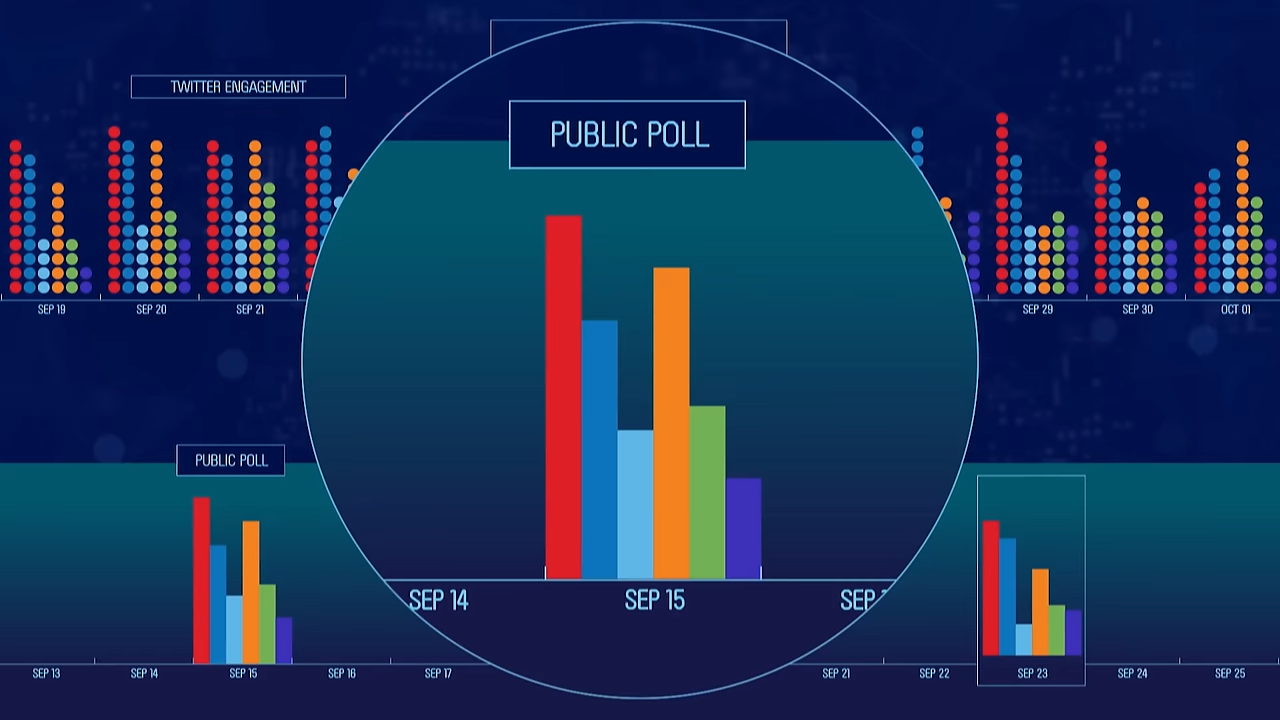 TWITTER ENGAGEMENT
PUBLIC POLL
SEP 19
SEP 20
SEP 21
SEP 29
SEP 30
OCT 01
PUBLIC POLL
SEP 14
SEP 15
SEP
SEP 13
SEP 14
SEP 15
SEP 16
SEP 17
SEP 21
SEP 22
SEP 23
SEP 24
SEP 25